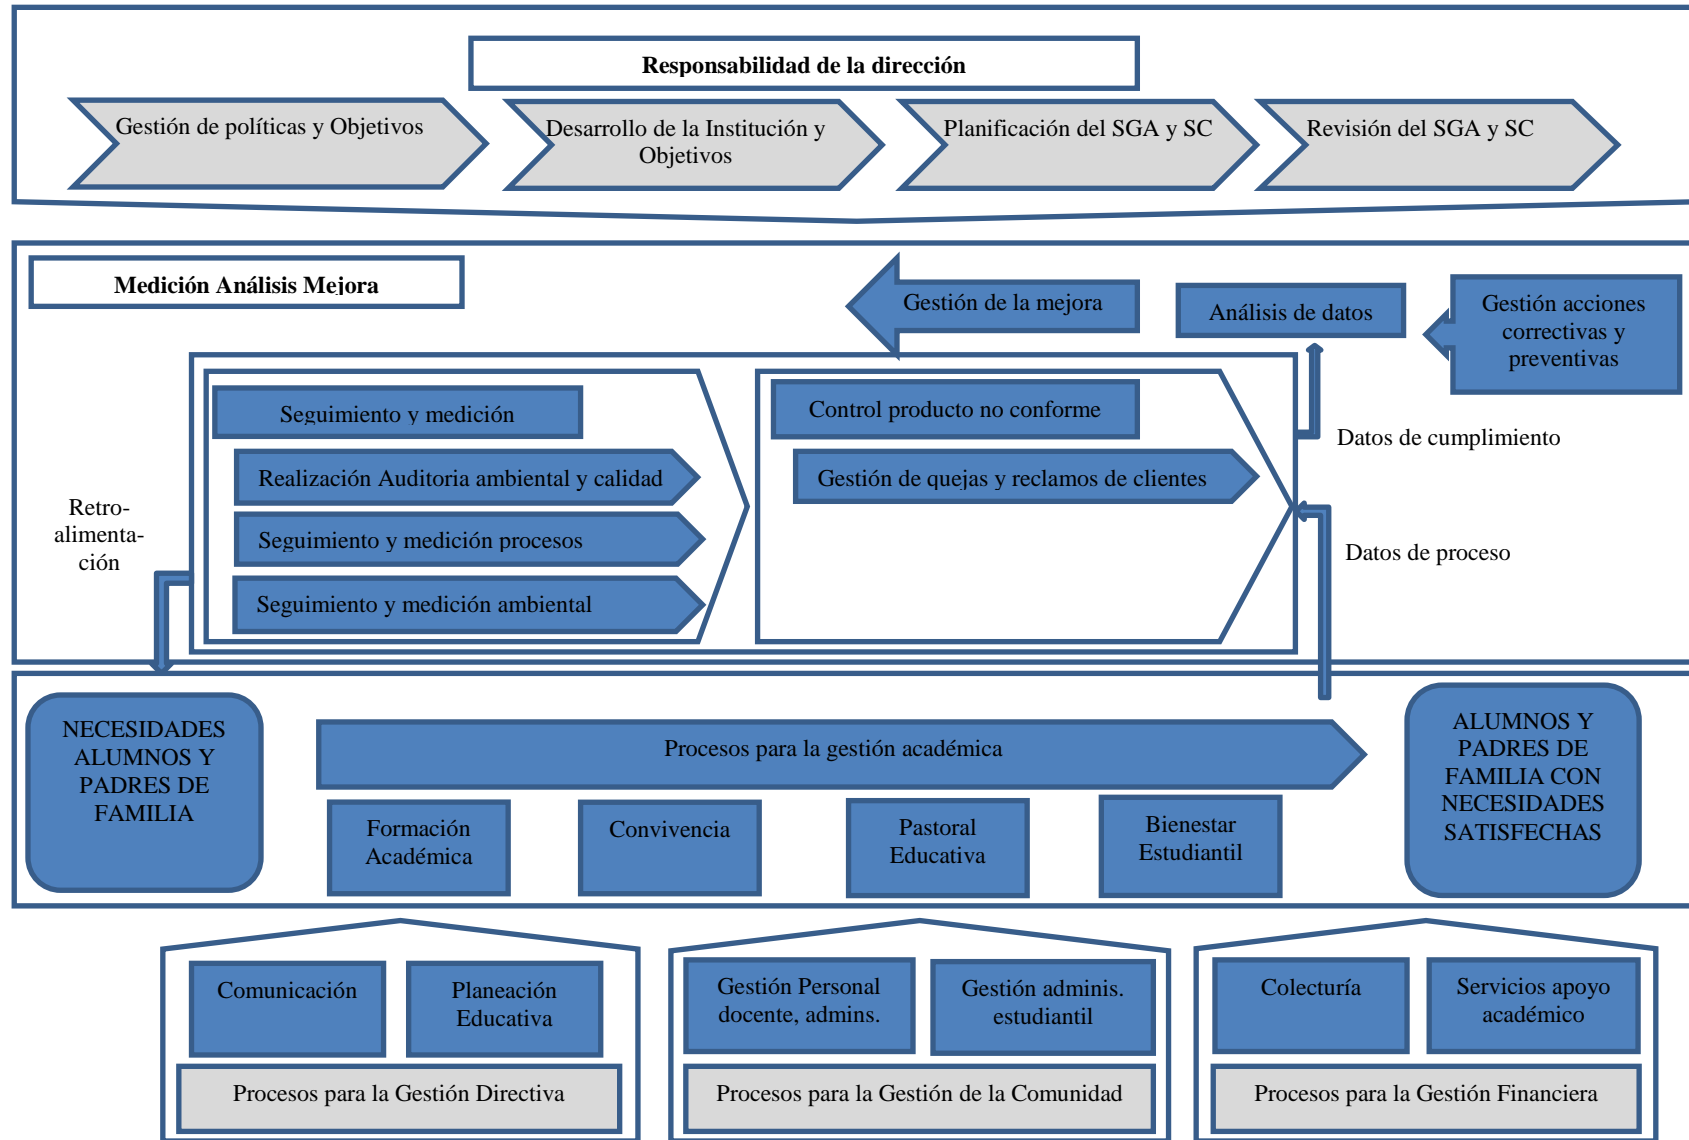 Responsabilidad de la dirección
Gestión de políticas y Objetivos
Desarrollo de la Institución y
Objetivos
Planificación del SGA y SC
Revisión del SGA y SC
Medición Análisis Mejora
Gestión de la mejora
Análisis de datos
Gestión acciones
correctivas y
preventivas
Seguimiento y medición
Realización Auditoria ambiental y calidad
Seguimiento y medición procesos
Seguimiento y medición ambiental
Control producto no conforme
Gestión de quejas y reclamos de clientes
Datos de cumplimiento
Datos de proceso
Retro-
alimenta-
ción
NECESIDADES
ALUMNOS Y
PADRES DE
FAMILIA
Procesos para la gestión académica
Formación
Académica
Convivencia
Pastoral
Educativa
Bienestar
Estudiantil
ALUMNOS Y
PADRES DE
FAMILIA CON
NECESIDADES
SATISFECHAS
Comunicación
Planeación
Educativa
Procesos para la Gestión Directiva
Gestión Personal
docente, admins.
Gestión adminis.
estudiantil
Procesos para la Gestión de la Comunidad
Colecturía
Servicios apoyo
académico
Procesos para la Gestión Financiera